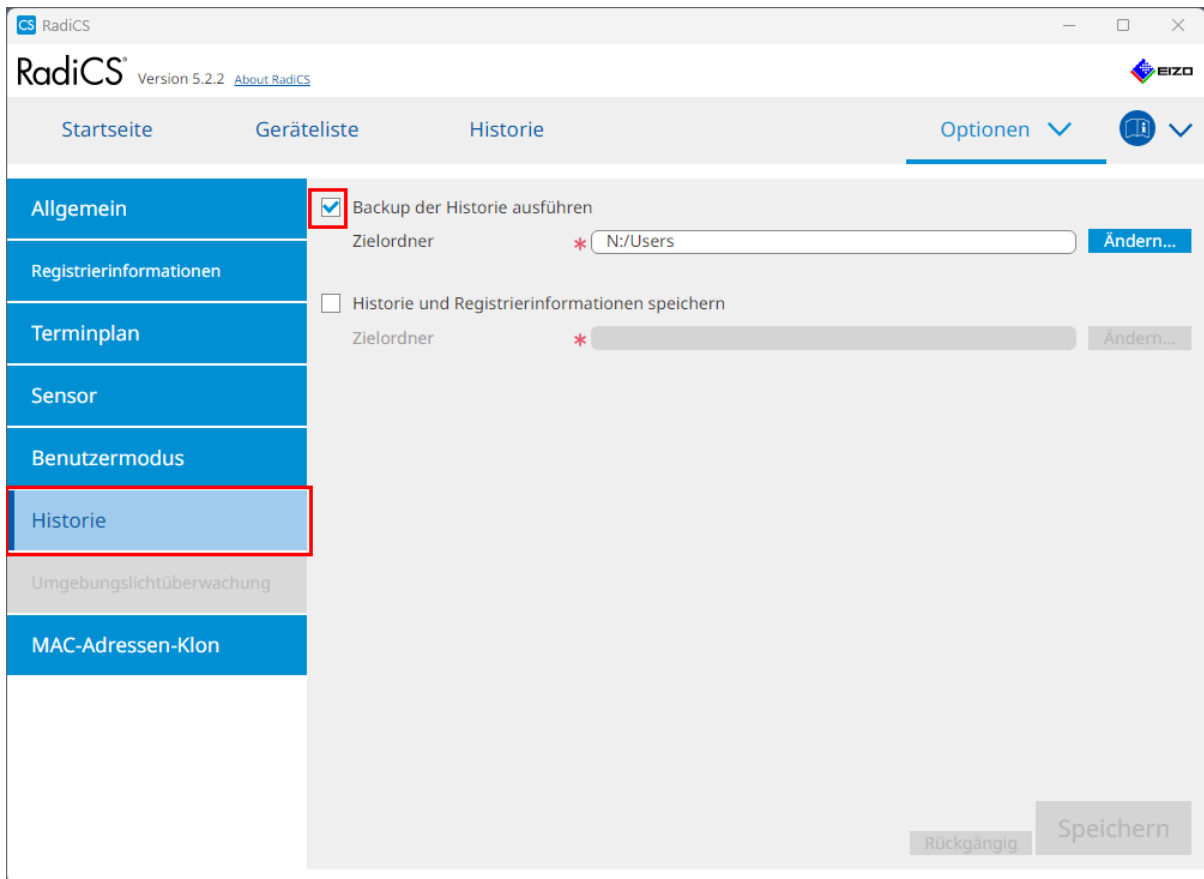 CS RadiCS
RadiCS® Version 5.2.2 About RadiCS
EIZO
Startseite Geräteliste Historie Optionen
Allgemein
Registrierinformationen
Terminplan
Sensor
Benutzermodus
Historie
Umgebungslichtüberwachung
MAC-Adressen-Klon
Backup der Historie ausführen
Zielordner * N:/Users Ändern...
Historie und Registrierinformationen speichern
Zielordner * Ändern...
Rückgängig Speichern